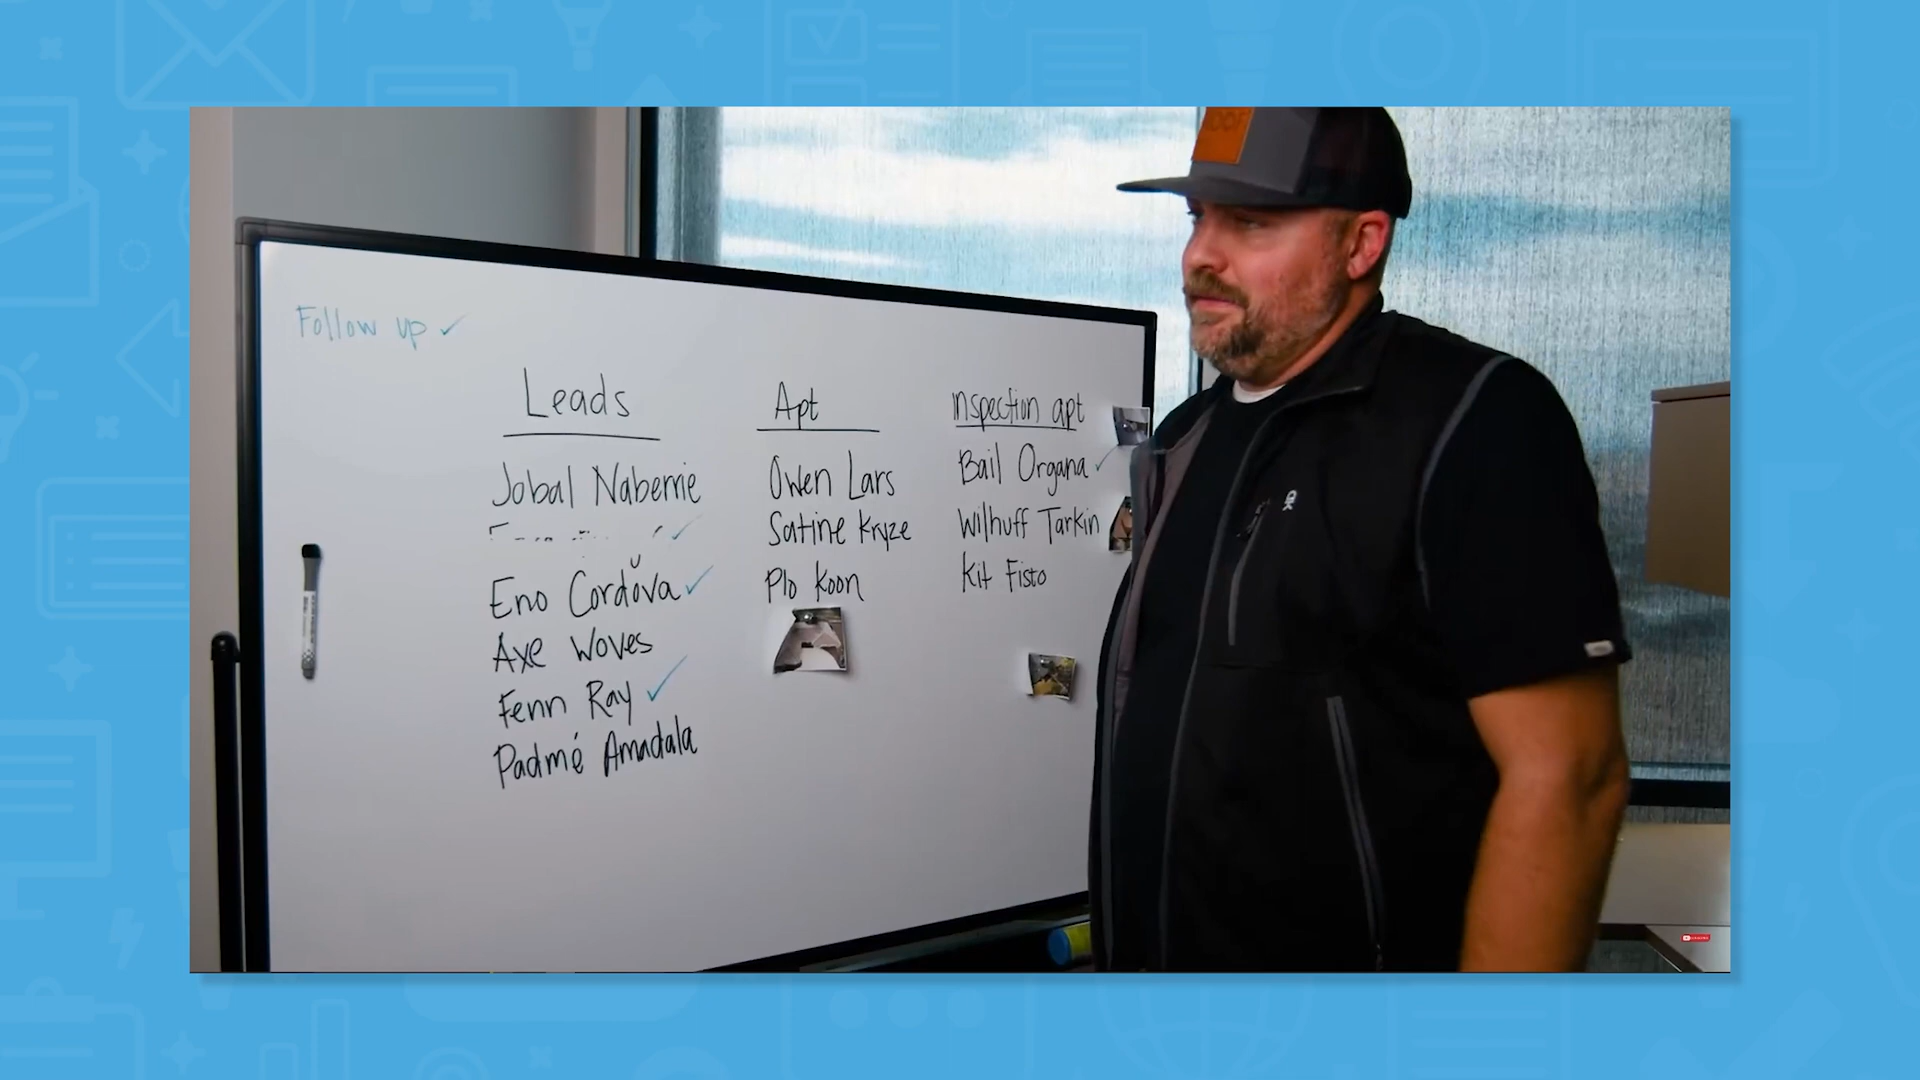 Follow up ✓
Leads
Jobal Naberrie
Eno Cordova ✓
Axe Woves
Fenn Ray ✓
Padmé Amadala
Apt
Owen Lars
Satine Kryze
Plo Koon
Inspection apt
Bail Organa ✓
Wilhuff Tarkin
Kit Fisto